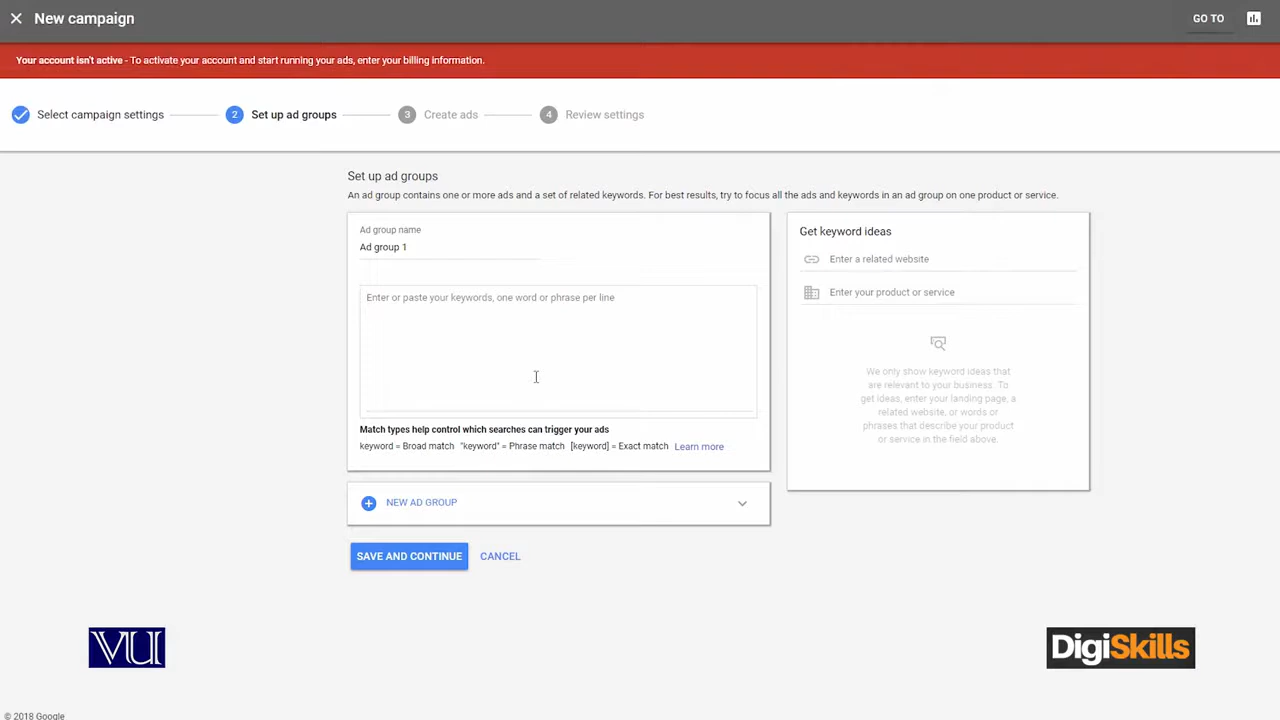 New campaign
GO TO
Your account isn't active - To activate your account and start running your ads, enter your billing information.
Select campaign settings
2 Set up ad groups
3 Create ads
4 Review settings
Set up ad groups
An ad group contains one or more ads and a set of related keywords. For best results, try to focus all the ads and keywords in an ad group on one product or service.
Ad group name
Ad group 1
Enter or paste your keywords, one word or phrase per line
Match types help control which searches can trigger your ads
keyword = Broad match "keyword" = Phrase match [keyword] = Exact match Learn more
NEW AD GROUP
SAVE AND CONTINUE
CANCEL
Get keyword ideas
Enter a related website
Enter your product or service
We only show keyword ideas that
are relevant to your business. To
get ideas, enter your landing page, a
related website, or words or
phrases that describe your product
or service in the field above.
VU
DigiSkills
© 2018 Google